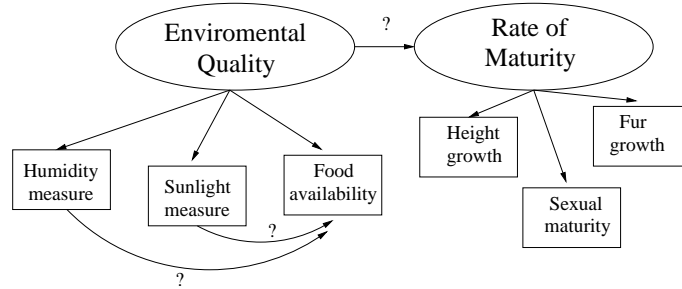 Enviromental
Quality
?
Rate of
Maturity
Humidity
measure
Sunlight
measure
Food
availability
Height
growth
Sexual
maturity
Fur
growth
?
?